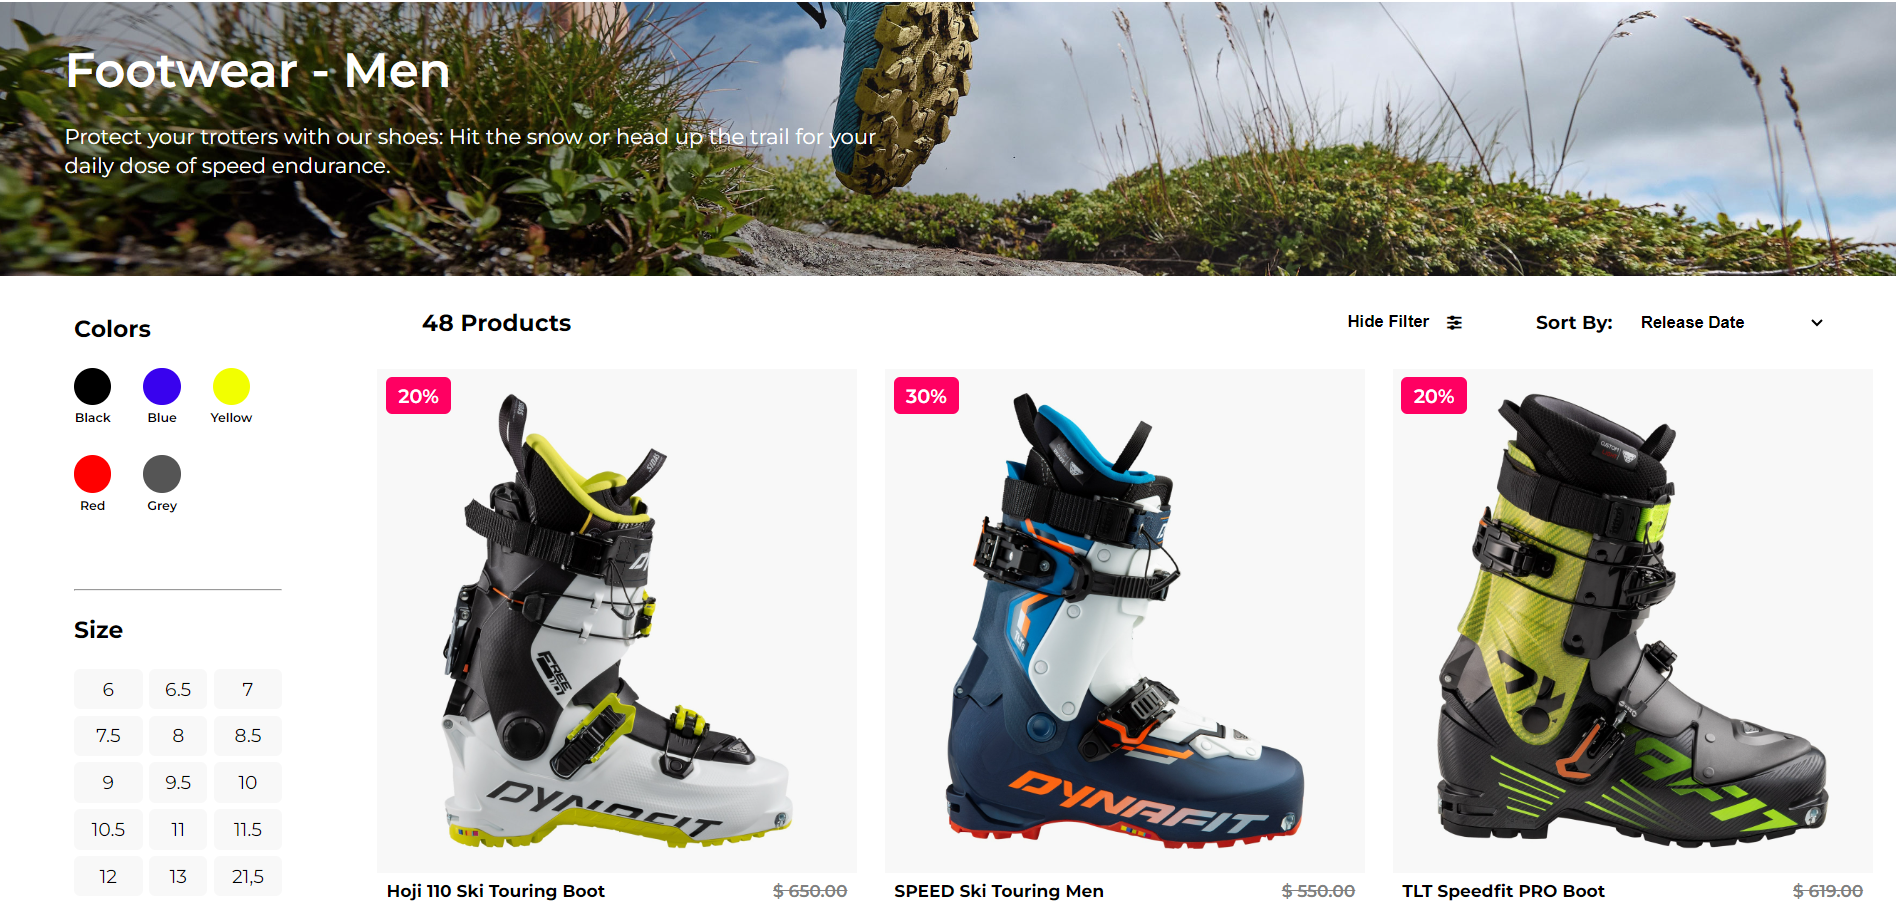 Footwear - Men
Protect your trotters with our shoes: Hit the snow or head up the trail for your
daily dose of speed endurance.
Colors
Black Blue Yellow
Red Grey
Size
6 6.5 7
7.5 8 8.5
9 9.5 10
10.5 11 11.5
12 13 21,5
48 Products
Hide Filter
Sort By: Release Date
20%
FREE
DYNAFIT
Hoji 110 Ski Touring Boot $ 650.00
30%
DYNAFIT
SPEED Ski Touring Men $ 550.00
20%
TLT Speedfit PRO Boot $ 619.00